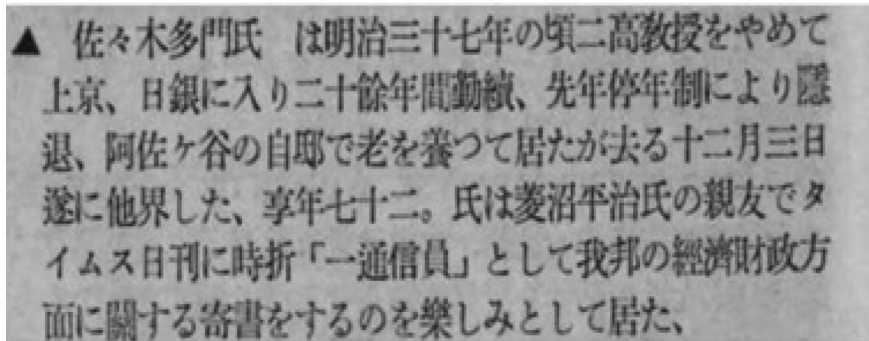 ▲ 佐々木多門氏 は明治三十七年の頃二高敎授をやめて
上京、日銀に入り二十餘年間勤續、先年停年制により隱
退、阿佐ヶ谷の自邸で老を養つて居たが去る十二月三日
遂に他界した、享年七十二。氏は菱沼平治氏の親友でタ
イムス日刊に時折「一通信員」として我邦の經濟財政方
面に關する寄書をするのを樂しみとして居た、